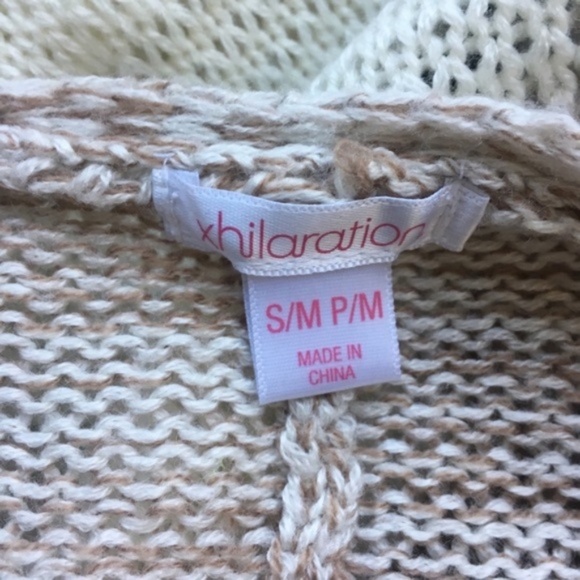 xhilaration
S/M P/M
MADE IN
CHINA